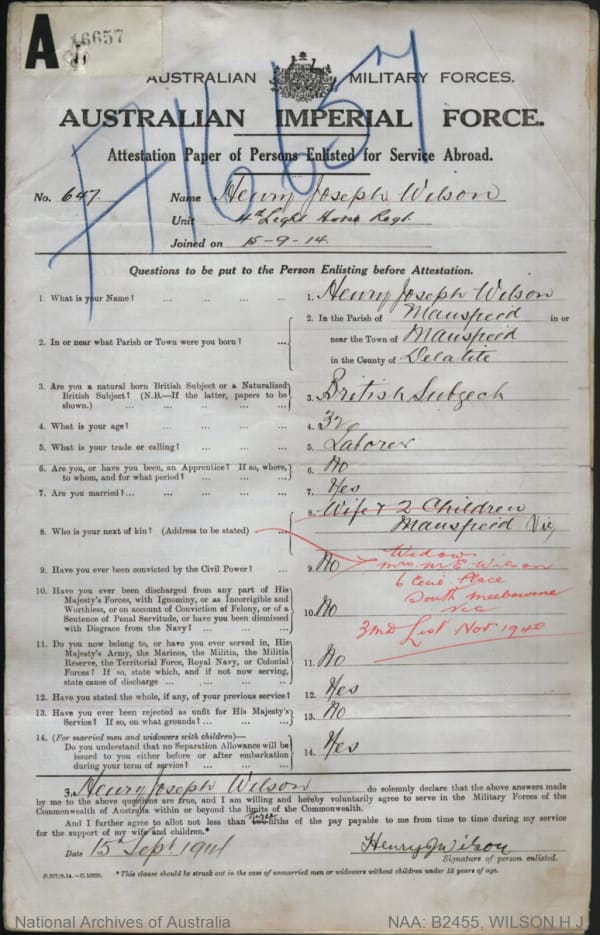 A
16657
A16657
AUSTRALIAN MILITARY FORCES.
AUSTRALIAN IMPERIAL FORCE.
Attestation Paper of Persons Enlisted for Service Abroad.
No. 647 Name Henry Joseph Wilson
Unit 4th Light Horse Regt.
Joined on 15-9-14.
Questions to be put to the Person Enlisting before Attestation.
1. What is your Name? ... ... ... ... 1. Henry Joseph Wilson
2. In or near what Parish or Town were you born? ... 2. In the Parish of Mansfield in or
near the Town of Mansfield
in the County of Delatite
3. Are you a natural born British Subject or a Naturalized
British Subject? (N.B.—If the latter, papers to be
shown.) ... ... ... ... ... 3. British Subject
4. What is your age? ... ... ... ... 4. 32
5. What is your trade or calling? ... ... ... 5. Laborer
6. Are you, or have you been, an Apprentice? If so, where,
to whom, and for what period? ... ... ... 6. No
7. Are you married? ... ... ... ... 7. Yes
8. Who is your next of kin? (Address to be stated) ... 8. Wife & 2 Children
Mansfield Vic
9. Have you ever been convicted by the Civil Power? ... 9. No
Widow
Mrs M E Wilson
6 Place
South Melbourne
Vic
3rd List Nov 1940
10. Have you ever been discharged from any part of His
Majesty's Forces, with Ignominy, or as Incorrigible and
Worthless, or on account of Conviction of Felony, or of a
Sentence of Penal Servitude, or have you been dismissed
with Disgrace from the Navy? ... ... ... 10. No
11. Do you now belong to, or have you ever served in, His
Majesty's Army, the Marines, the Militia, the Militia
Reserve, the Territorial Force, Royal Navy, or Colonial
Forces? If so, state which, and if not now serving,
state cause of discharge ... ... ... ... 11. No
12. Have you stated the whole, if any, of your previous service? 12. Yes
13. Have you ever been rejected as unfit for His Majesty's
Service? If so, on what grounds? ... ... ... 13. No
14. (For married men and widowers with children)—
Do you understand that no Separation Allowance will be
issued to you either before or after embarkation
during your term of service? ... ... ... 14. Yes
I, Henry Joseph Wilson do solemnly declare that the above answers made
by me to the above questions are true, and I am willing and hereby voluntarily agree to serve in the Military Forces of the
Commonwealth of Australia within or beyond the limits of the Commonwealth.
And I further agree to allot not less than three fifths of the pay payable to me from time to time during my service
for the support of my wife and children.*
Date 15th Sept. 1914 Henry J Wilson
Signature of person enlisted.
*This clause should be struck out in the case of unmarried men or widowers without children under 18 years of age.
National Archives of Australia
NAA: B2455, WILSON H J